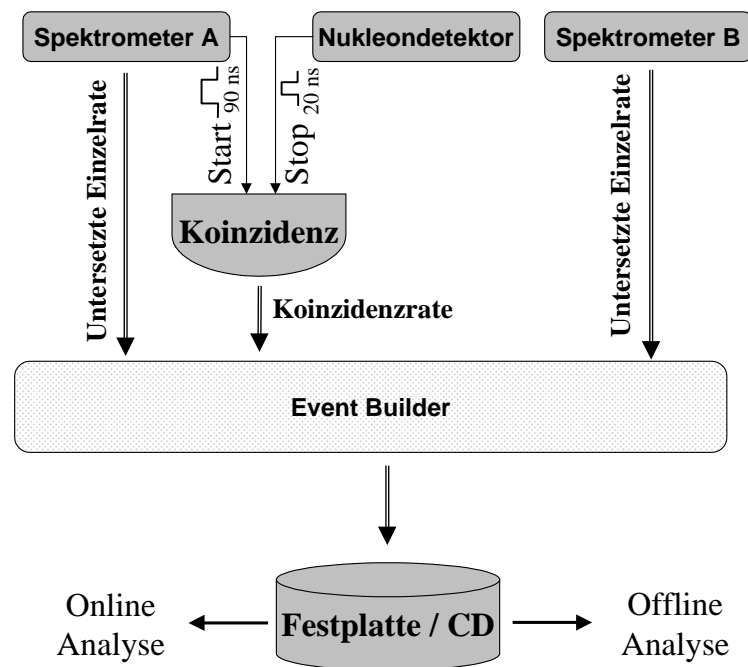 Spektrometer A
Nukleondetektor
Spektrometer B
Untersetzte Einzelrate
Start
90 ns
Stop
20 ns
Untersetzte Einzelrate
Koinzidenz
Koinzidenzrate
Event Builder
Online
Analyse
Festplatte / CD
Offline
Analyse